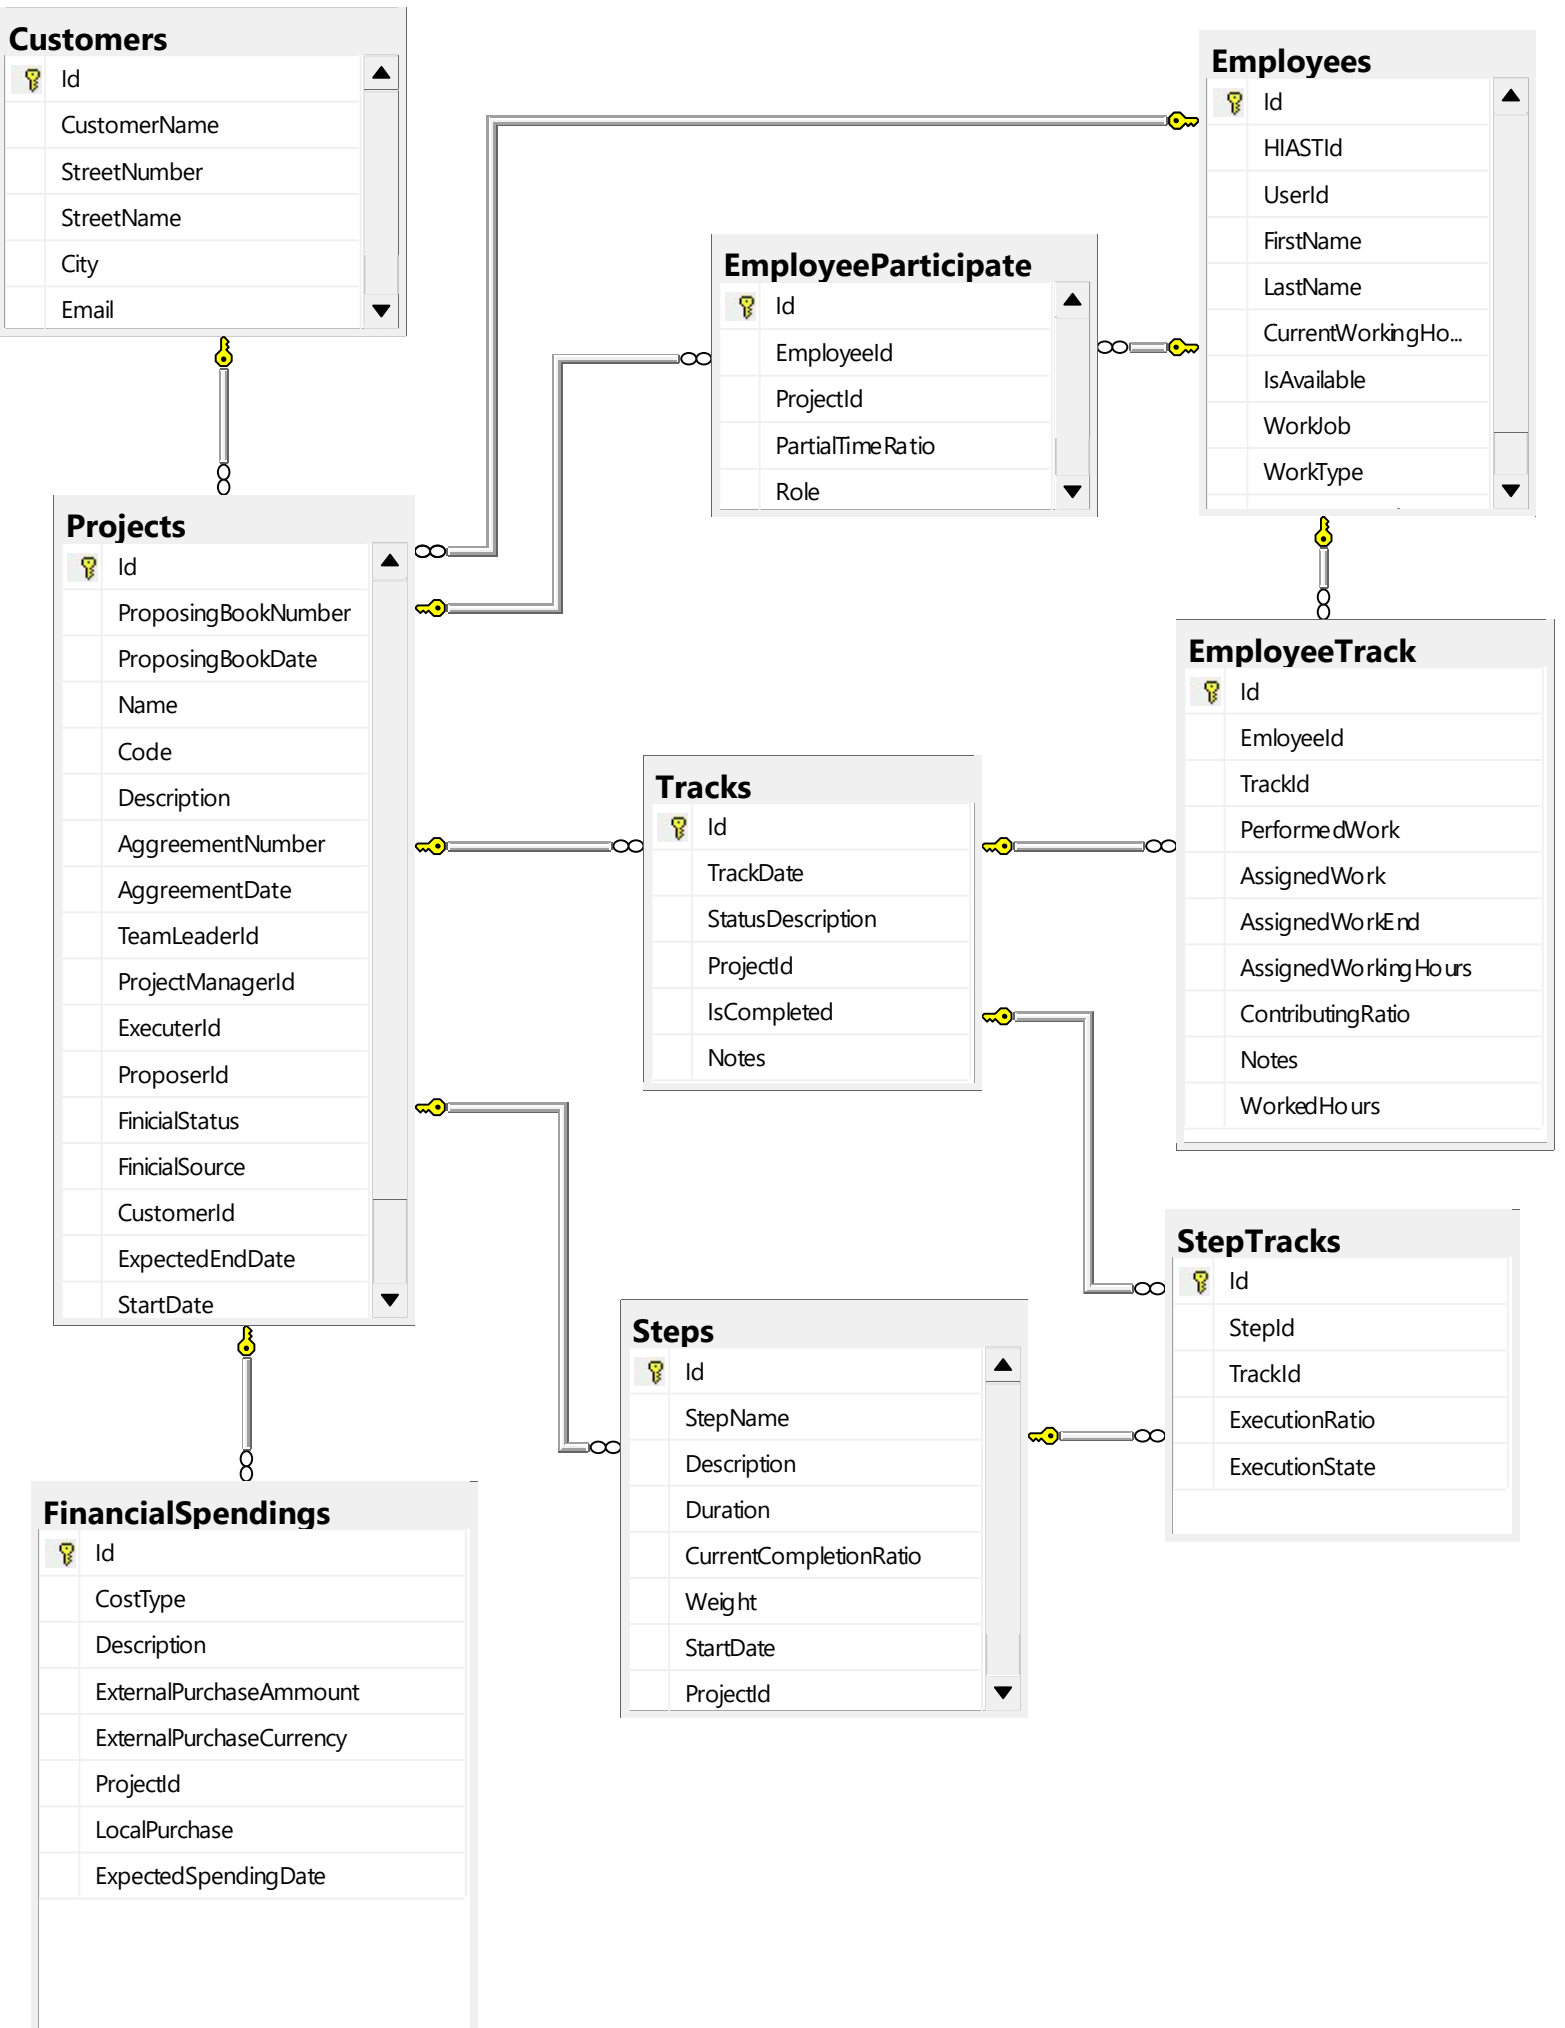 Customers
Id
CustomerName
StreetNumber
StreetName
City
Email
Employees
Id
HIASTId
UserId
FirstName
LastName
CurrentWorkingHo...
IsAvailable
WorkJob
WorkType
EmployeeParticipate
Id
EmployeeId
ProjectId
PartialTimeRatio
Role
Projects
Id
ProposingBookNumber
ProposingBookDate
Name
Code
Description
AggreementNumber
AggreementDate
TeamLeaderId
ProjectManagerId
ExecuterId
ProposerId
FinicialStatus
FinicialSource
CustomerId
ExpectedEndDate
StartDate
EmployeeTrack
Id
EmloyeeId
TrackId
PerformedWork
AssignedWork
AssignedWorkEnd
AssignedWorkingHours
ContributingRatio
Notes
WorkedHours
Tracks
Id
TrackDate
StatusDescription
ProjectId
IsCompleted
Notes
StepTracks
Id
StepId
TrackId
ExecutionRatio
ExecutionState
Steps
Id
StepName
Description
Duration
CurrentCompletionRatio
Weight
StartDate
ProjectId
FinancialSpendings
Id
CostType
Description
ExternalPurchaseAmmount
ExternalPurchaseCurrency
ProjectId
LocalPurchase
ExpectedSpendingDate